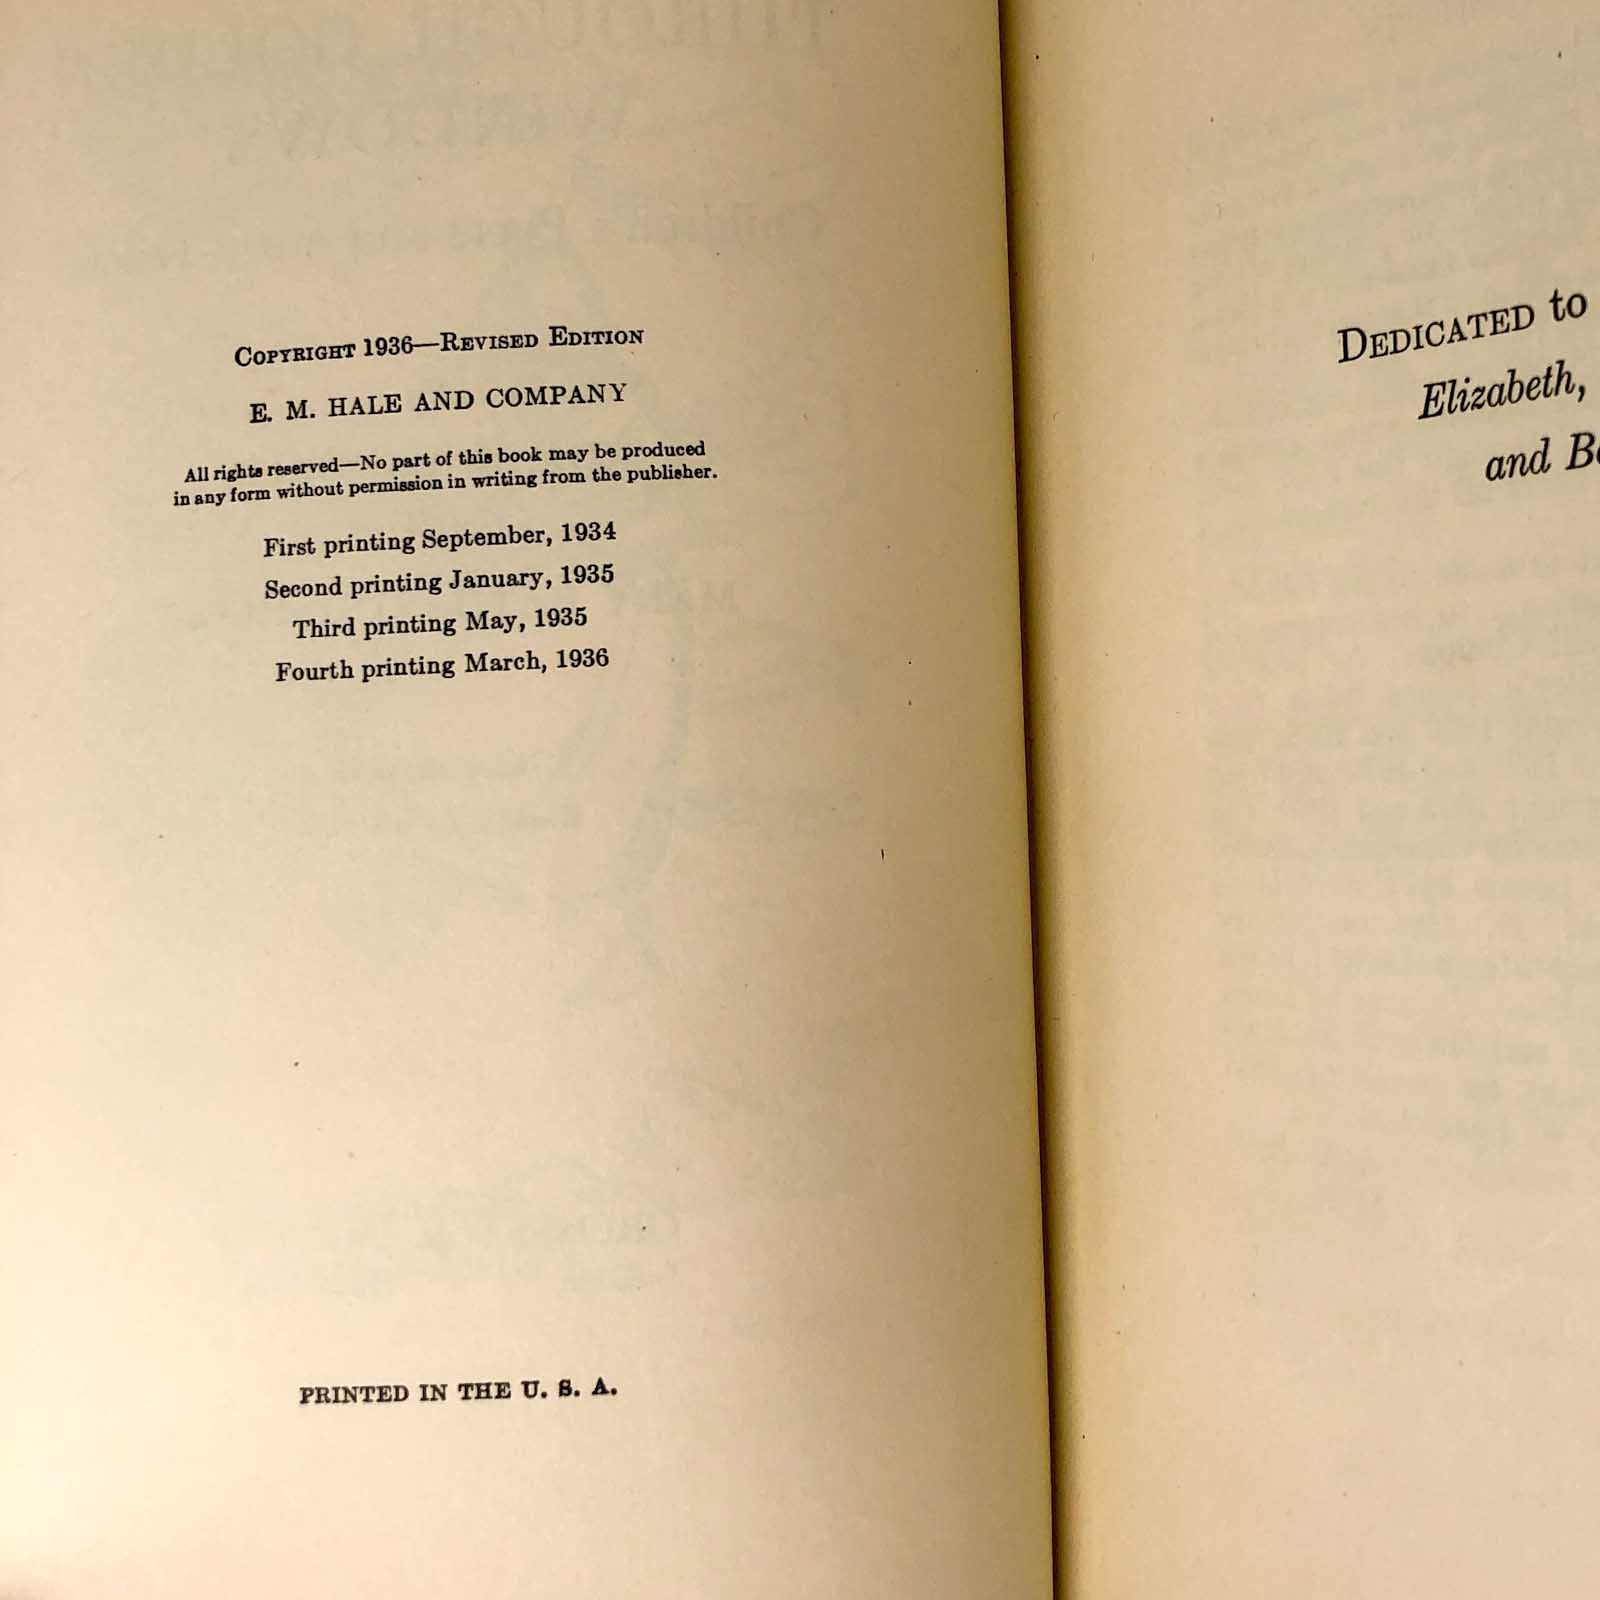 COPYRIGHT 1936—REVISED EDITION
E. M. HALE AND COMPANY
All rights reserved—No part of this book may be produced
in any form without permission in writing from the publisher.
First printing September, 1934
Second printing January, 1935
Third printing May, 1935
Fourth printing March, 1936
PRINTED IN THE U. S. A.
DEDICATED to
Elizabeth,
and